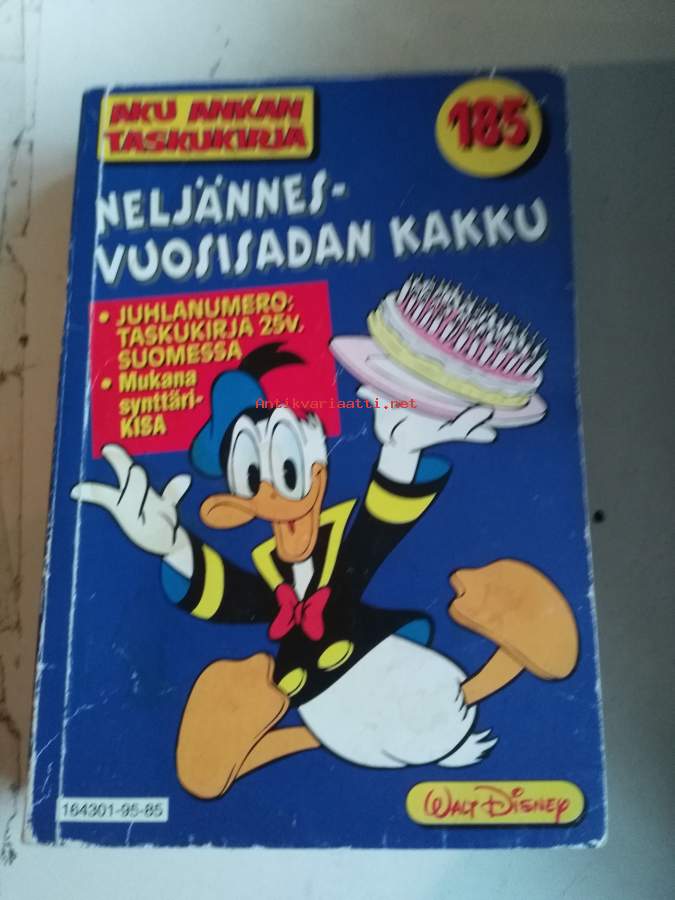 AKU ANKAN
TASKUKIRJA
185
NELJÄNNES-
VUOSISADAN KAKKU
• JUHLANUMERO:
TASKUKIRJA 25v.
SUOMESSA
• Mukana
synttäri-
KISA
Antikvariaatti.net
164301-95-85
WALT DISNEY